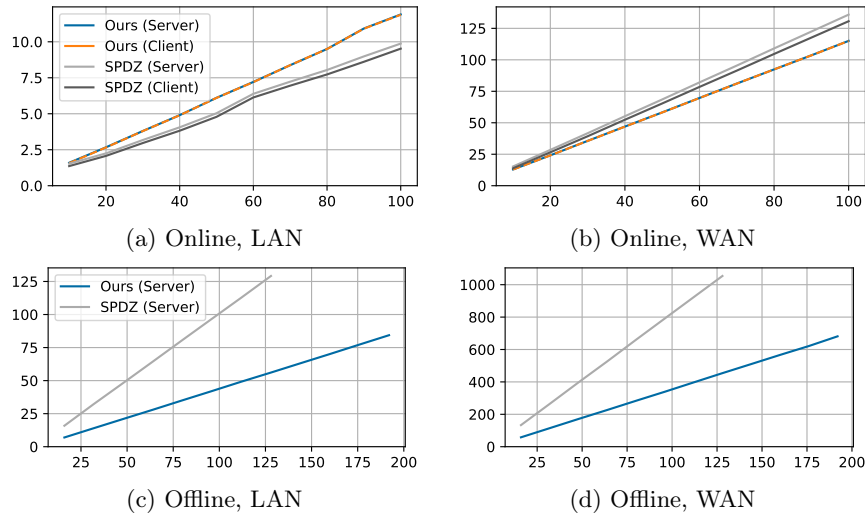 10.0
7.5
5.0
2.5
0.0
Ours (Server)
Ours (Client)
SPDZ (Server)
SPDZ (Client)
20 40 60 80 100
(a) Online, LAN
125
100
75
50
25
0
20 40 60 80 100
(b) Online, WAN
125
100
75
50
25
0
Ours (Server)
SPDZ (Server)
25 50 75 100 125 150 175 200
(c) Offline, LAN
1000
800
600
400
200
0
25 50 75 100 125 150 175 200
(d) Offline, WAN